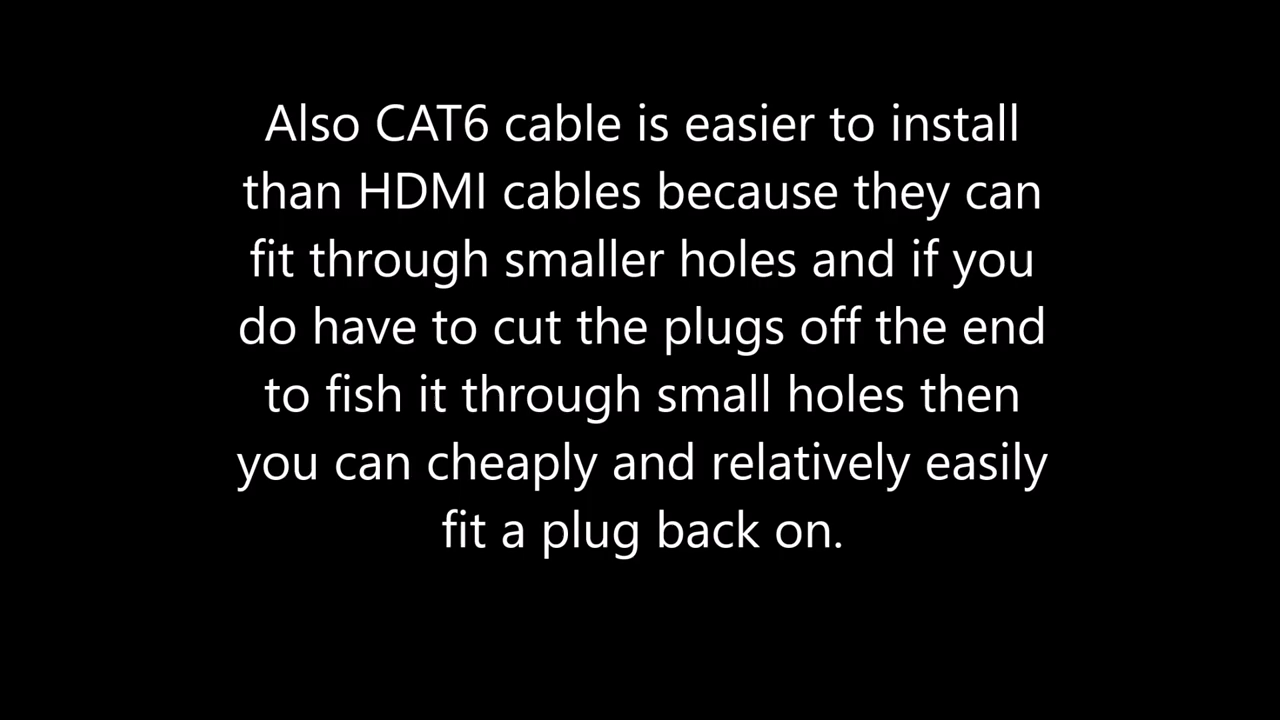 Also CAT6 cable is easier to install
than HDMI cables because they can
fit through smaller holes and if you
do have to cut the plugs off the end
to fish it through small holes then
you can cheaply and relatively easily
fit a plug back on.